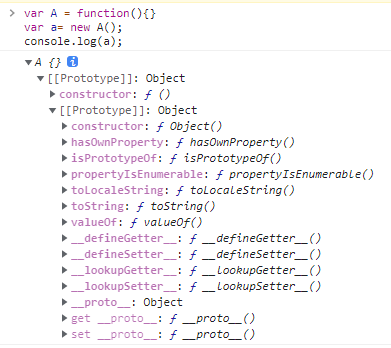 > var A = function(){}
var a= new A();
console.log(a);
▼ A {} i
▼ [[Prototype]]: Object
▶ constructor: ƒ ()
▼ [[Prototype]]: Object
▶ constructor: ƒ Object()
▶ hasOwnProperty: ƒ hasOwnProperty()
▶ isPrototypeOf: ƒ isPrototypeOf()
▶ propertyIsEnumerable: ƒ propertyIsEnumerable()
▶ toLocaleString: ƒ toLocaleString()
▶ toString: ƒ toString()
▶ valueOf: ƒ valueOf()
▶ __defineGetter__: ƒ __defineGetter__()
▶ __defineSetter__: ƒ __defineSetter__()
▶ __lookupGetter__: ƒ __lookupGetter__()
▶ __lookupSetter__: ƒ __lookupSetter__()
▶ __proto__: Object
▶ get __proto__: ƒ __proto__()
▶ set __proto__: ƒ __proto__()